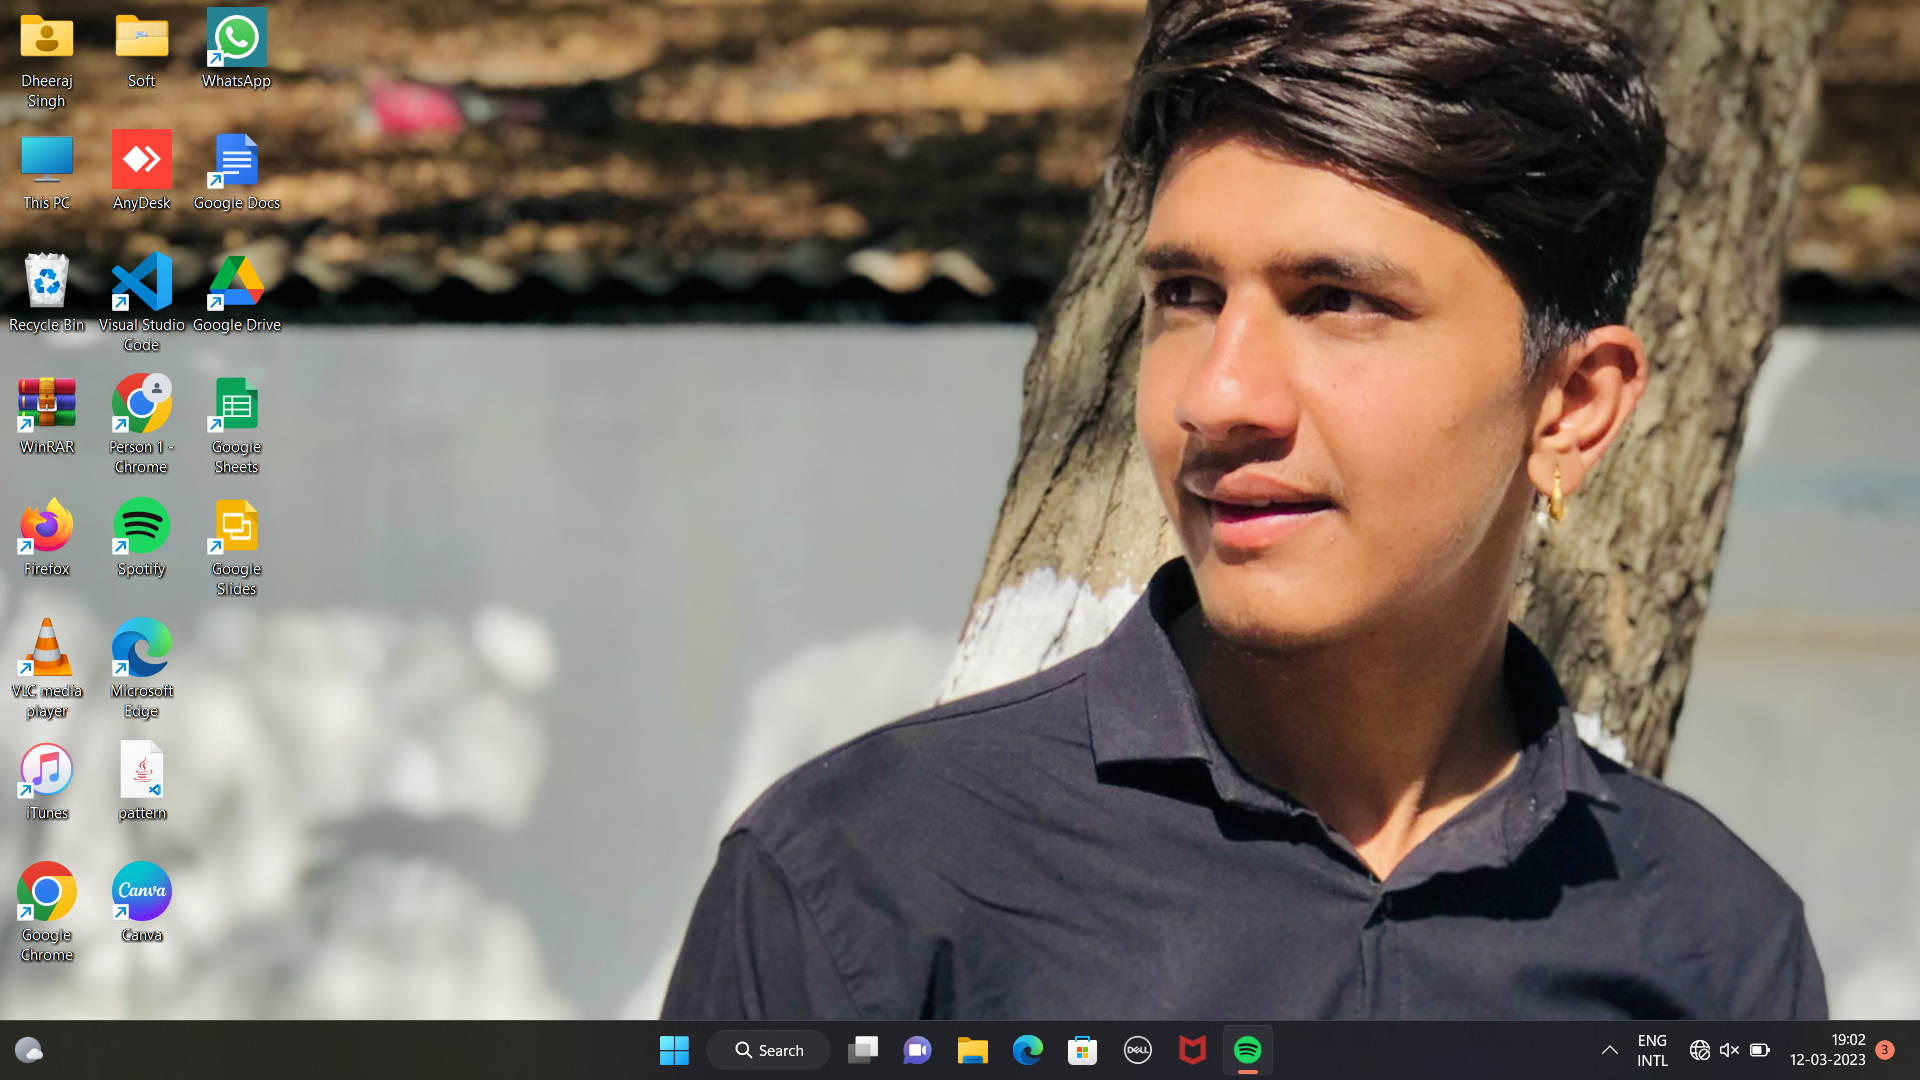 Dheeraj
Singh
Soft
WhatsApp
This PC
AnyDesk
Google Docs
Recycle Bin
Visual Studio
Code
Google Drive
WinRAR
Person 1 -
Chrome
Google
Sheets
Firefox
Spotify
Google
Slides
VLC media
player
Microsoft
Edge
iTunes
pattern
Google
Chrome
Canva
Canva
Search
DELL
ENG
INTL
19:02
12-03-2023
3